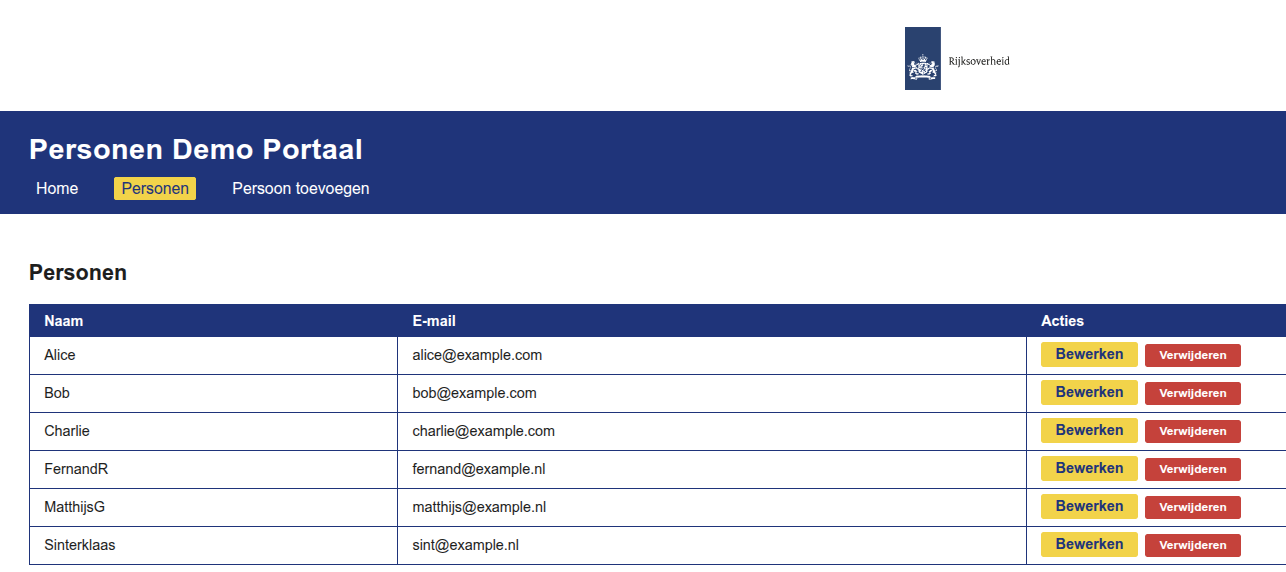 Rijksoverheid
Personen Demo Portaal
Home Personen Persoon toevoegen
Personen
Naam E-mail Acties
Alice alice@example.com Bewerken Verwijderen
Bob bob@example.com Bewerken Verwijderen
Charlie charlie@example.com Bewerken Verwijderen
FernandR fernand@example.nl Bewerken Verwijderen
MatthijsG matthijs@example.nl Bewerken Verwijderen
Sinterklaas sint@example.nl Bewerken Verwijderen